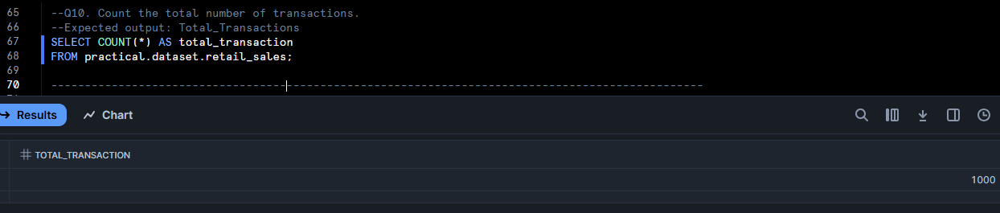 65 --Q10. Count the total number of transactions.
66 --Expected output: Total_Transactions
67 SELECT COUNT(*) AS total_transaction
68 FROM practical.dataset.retail_sales;
69
70 --------------------------------------------------------------------------------------------------
Results Chart
# TOTAL_TRANSACTION
1000